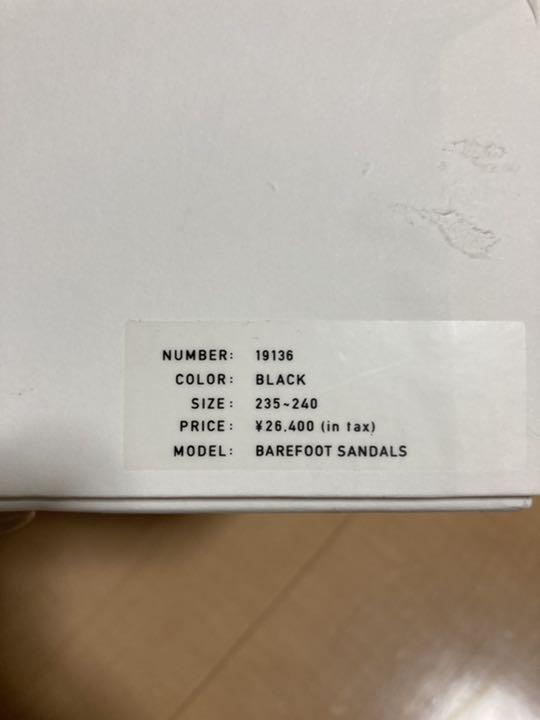 NUMBER: 19136
COLOR: BLACK
SIZE: 235~240
PRICE: ¥26,400 (in tax)
MODEL: BAREFOOT SANDALS